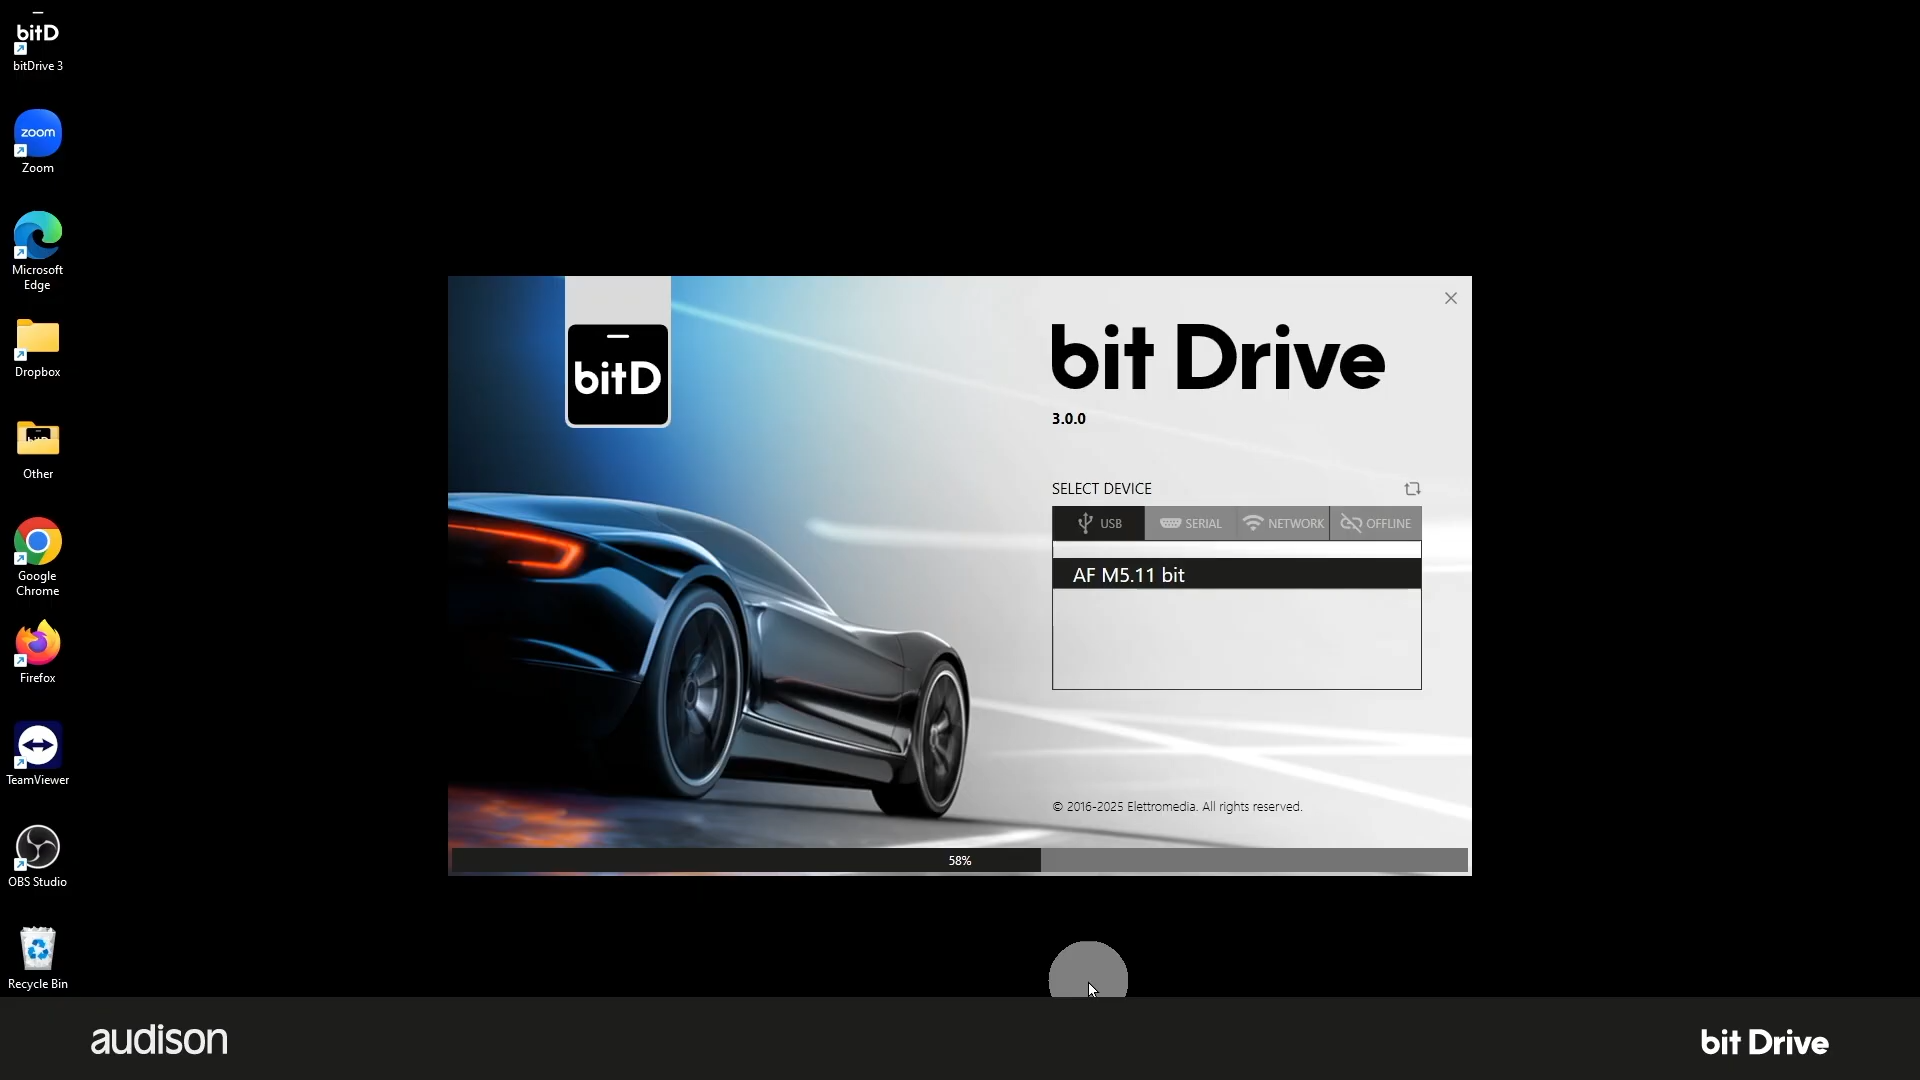 bitD
bitDrive 3
zoom
Zoom
Microsoft
Edge
Dropbox
Other
Google
Chrome
Firefox
TeamViewer
OBS Studio
Recycle Bin
bitD
bit Drive
3.0.0
SELECT DEVICE
USB SERIAL NETWORK OFFLINE
AF M5.11 bit
© 2016-2025 Elettromedia. All rights reserved.
58%
audison
bit Drive